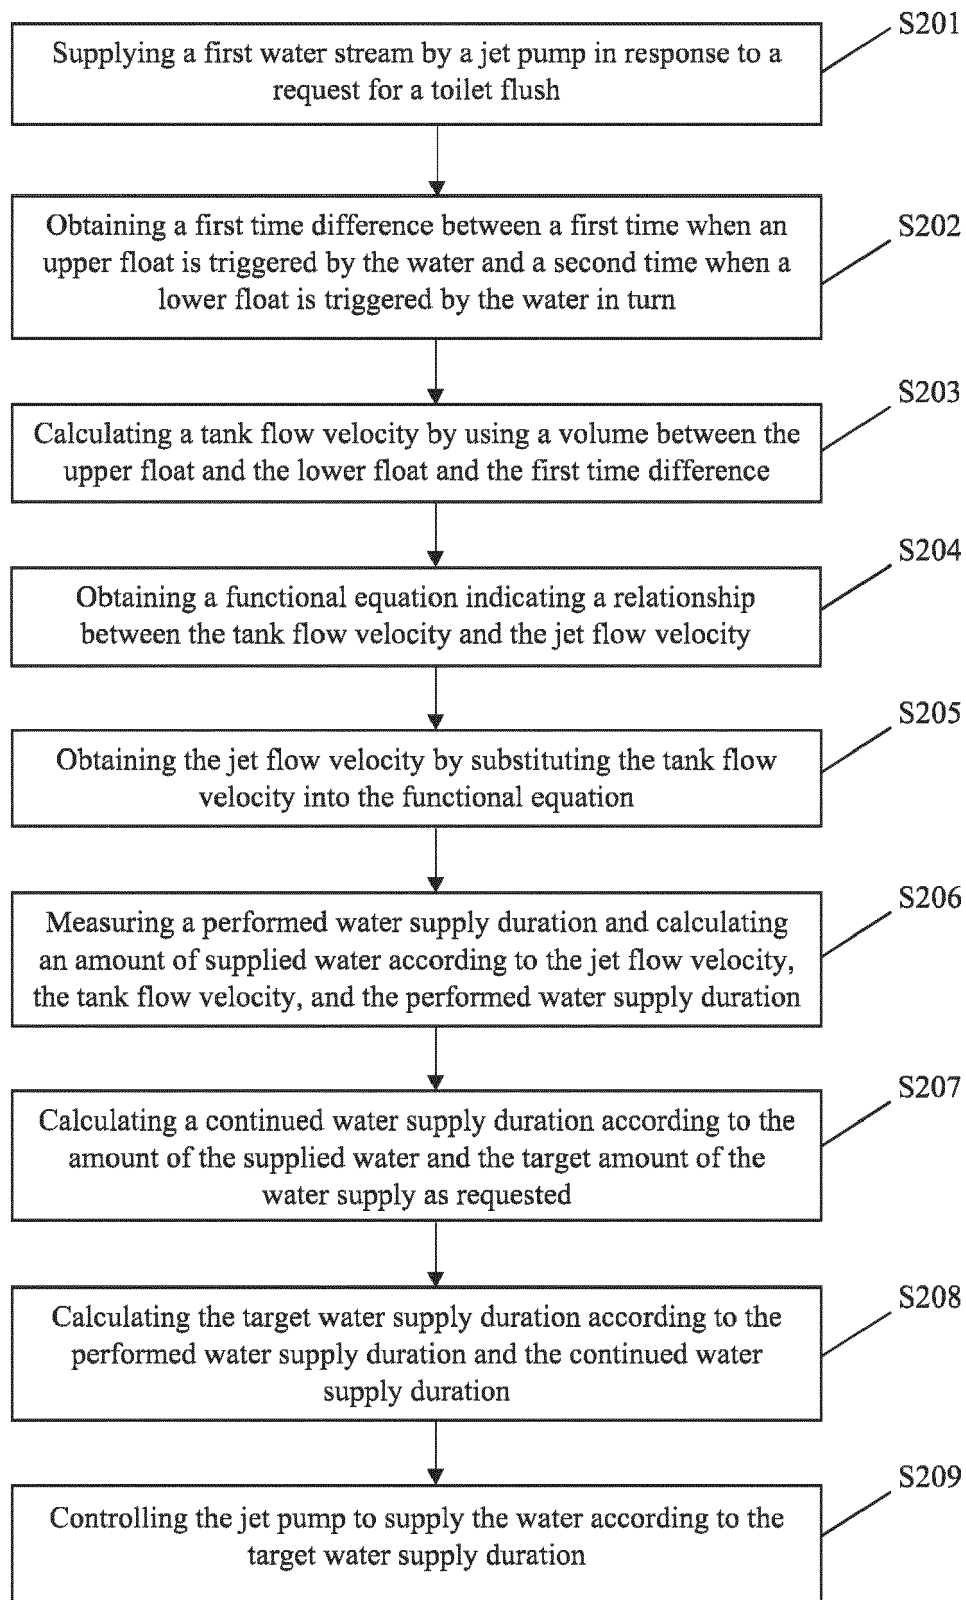 S201
Supplying a first water stream by a jet pump in response to a
request for a toilet flush
S202
Obtaining a first time difference between a first time when an
upper float is triggered by the water and a second time when a
lower float is triggered by the water in turn
S203
Calculating a tank flow velocity by using a volume between the
upper float and the lower float and the first time difference
S204
Obtaining a functional equation indicating a relationship
between the tank flow velocity and the jet flow velocity
S205
Obtaining the jet flow velocity by substituting the tank flow
velocity into the functional equation
S206
Measuring a performed water supply duration and calculating
an amount of supplied water according to the jet flow velocity,
the tank flow velocity, and the performed water supply duration
S207
Calculating a continued water supply duration according to the
amount of the supplied water and the target amount of the
water supply as requested
S208
Calculating the target water supply duration according to the
performed water supply duration and the continued water
supply duration
S209
Controlling the jet pump to supply the water according to the
target water supply duration